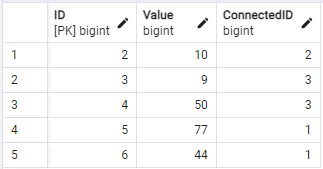 ID Value ConnectedID
[PK] bigint bigint bigint
1 2 10 2
2 3 9 3
3 4 50 3
4 5 77 1
5 6 44 1